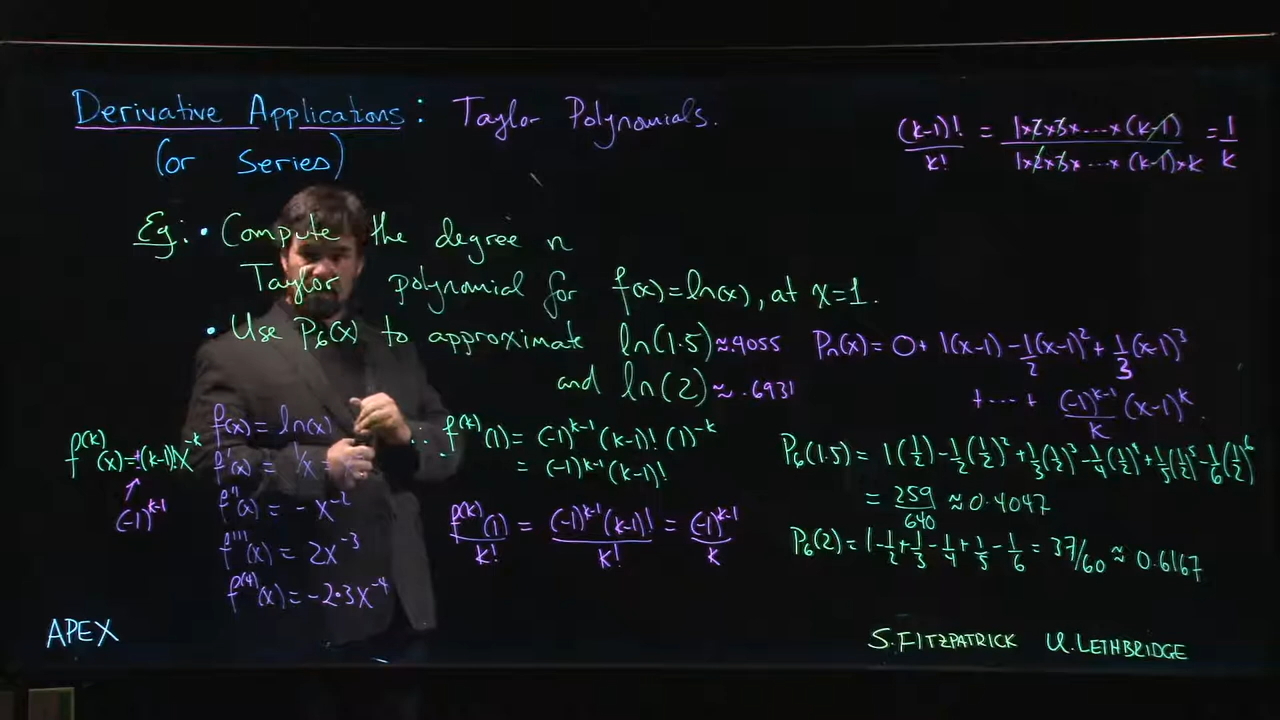 Derivative Applications: Taylor Polynomials.
(or Series)
(k-1)!/k! = 1x2x3x....x(k-1)/1x2x3x....x(k-1)xk = 1/k
Eg: • Compute the degree n
Taylor polynomial for f(x)=ln(x), at x=1.
• Use P₆(x) to approximate ln(1.5) ≈.4055
and ln(2) ≈.6931
Pₙ(x) = 0 + 1(x-1) - 1/2(x-1)² + 1/3(x-1)³
+ ... + (-1)ᵏ⁻¹/k (x-1)ᵏ.
f(x) = ln(x)
f'(x) = 1/x =
f''(x) = -x⁻²
f'''(x) = 2x⁻³
f⁽⁴⁾(x) = -2·3x⁻⁴
f⁽ᵏ⁾(x) = ±(k-1)!x⁻ᵏ
↑
(-1)ᵏ⁻¹
f⁽ᵏ⁾(1) = (-1)ᵏ⁻¹(k-1)!(1)⁻ᵏ
= (-1)ᵏ⁻¹(k-1)!
f⁽ᵏ⁾(1)/k! = (-1)ᵏ⁻¹(k-1)!/k! = (-1)ᵏ⁻¹/k
P₆(1.5) = 1(1/2) - 1/2(1/2)² + 1/3(1/2)³ - 1/4(1/2)⁴ + 1/5(1/2)⁵ - 1/6(1/2)⁶
= 259/640 ≈ 0.4047
P₆(2) = 1 - 1/2 + 1/3 - 1/4 + 1/5 - 1/6 = 37/60 ≈ 0.6167
APEX
S. FITZPATRICK U. LETHBRIDGE